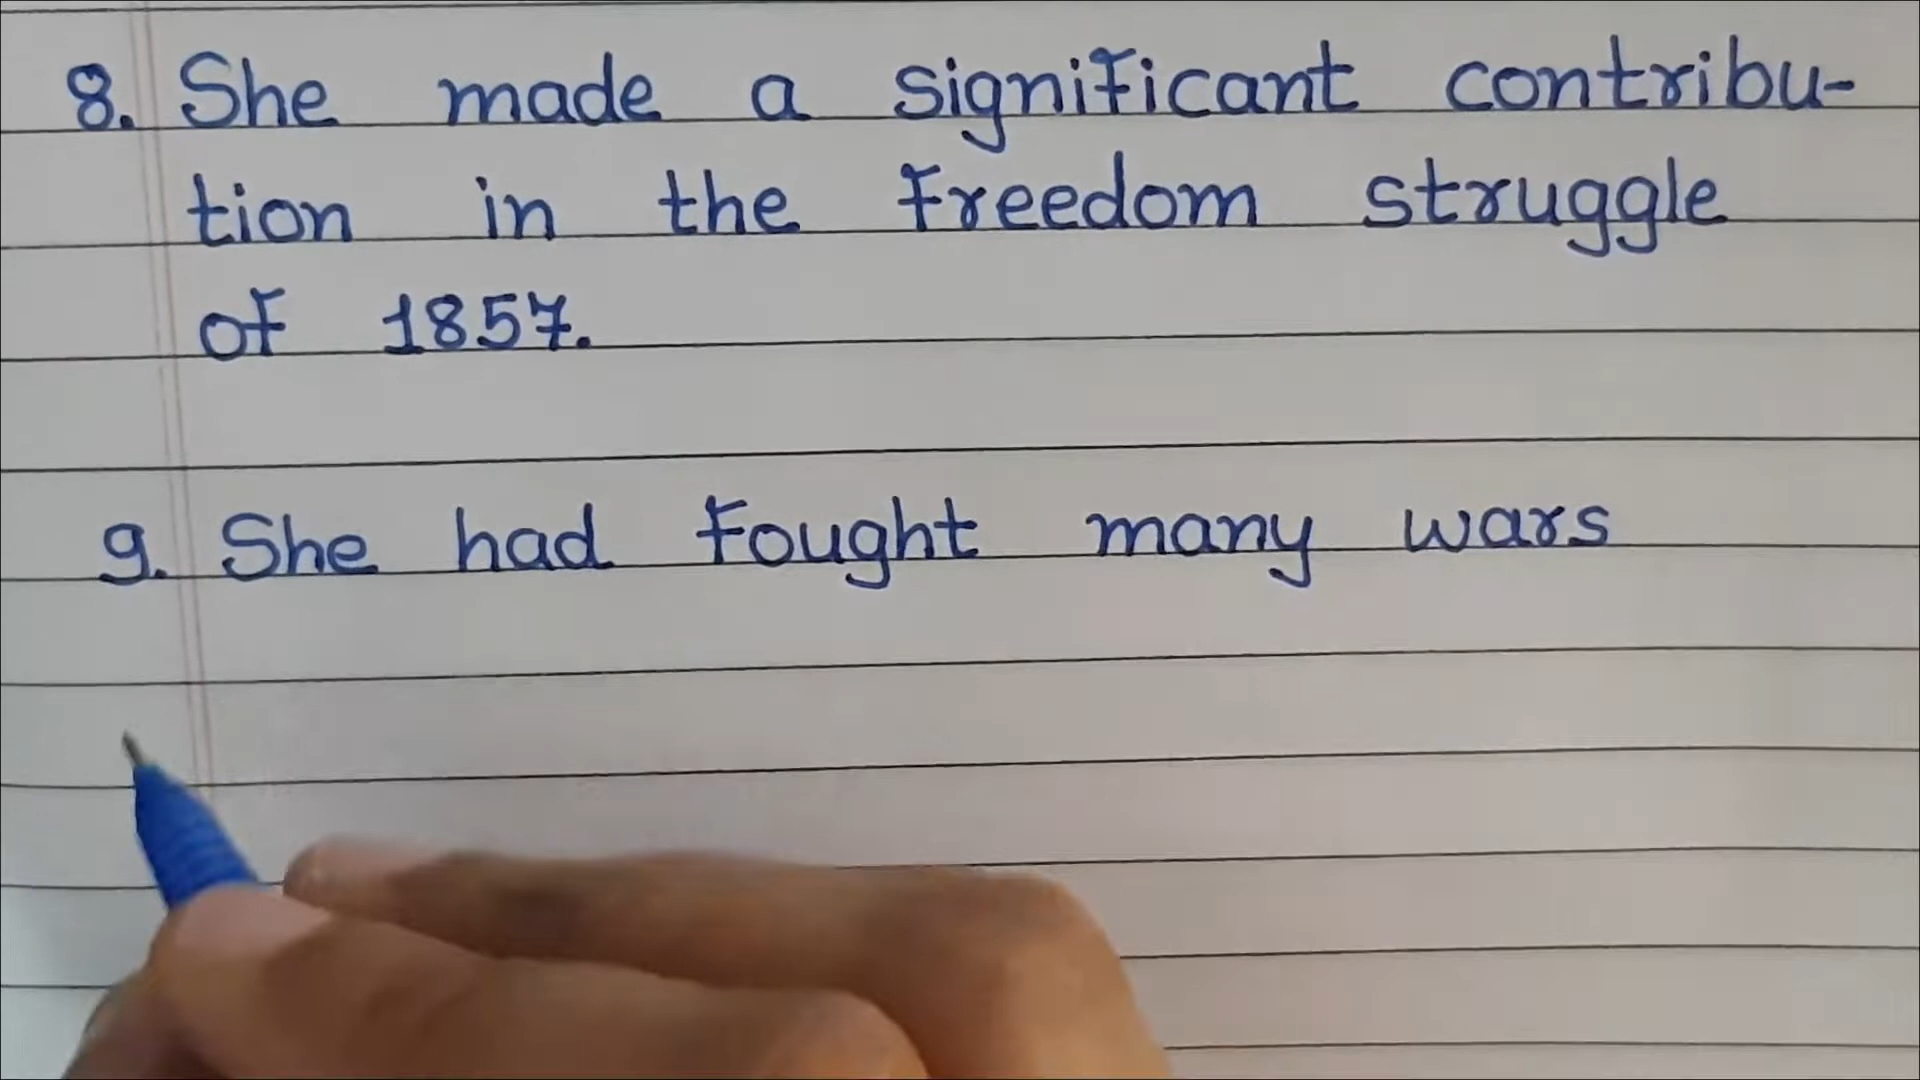 8. She made a significant contribu-
tion in the freedom struggle
of 1857.
9. She had fought many wars